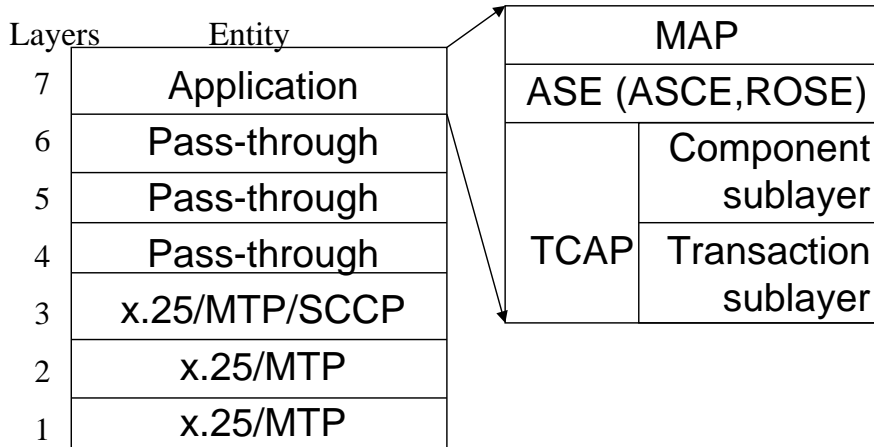 Layers Entity
7 Application
6 Pass-through
5 Pass-through
4 Pass-through
3 x.25/MTP/SCCP
2 x.25/MTP
1 x.25/MTP
MAP
ASE (ASCE,ROSE)
TCAP
Component
sublayer
Transaction
sublayer